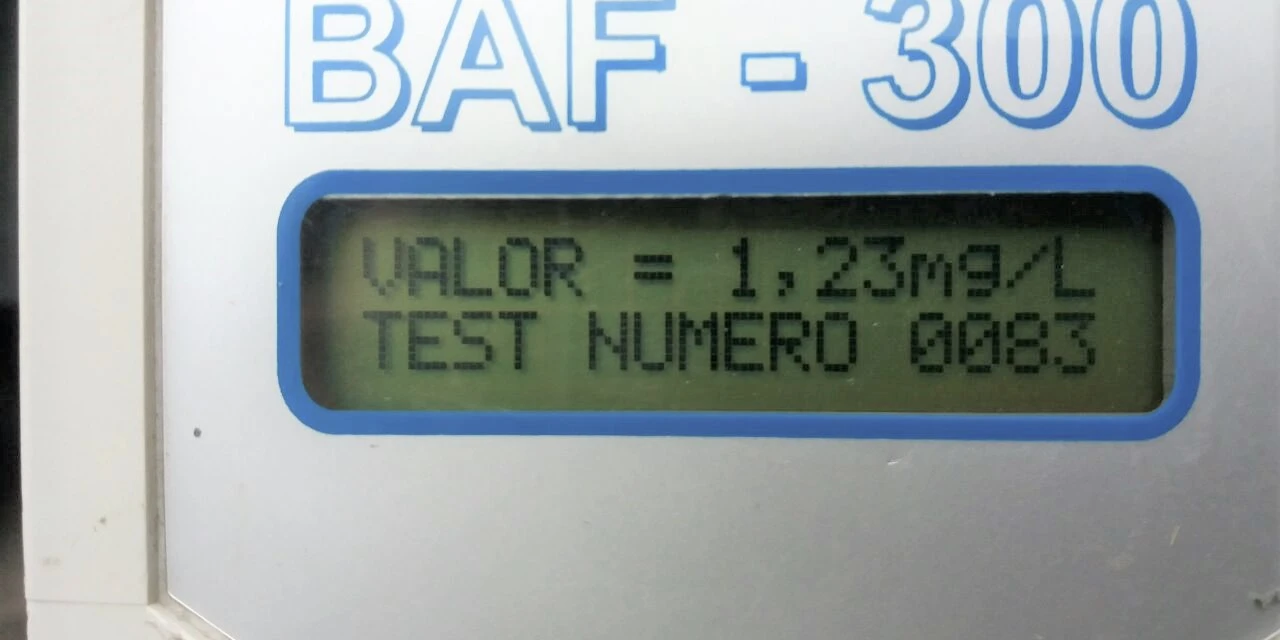 BAF - 300
VALOR = 1,23mg/L
TEST NUMERO 0083